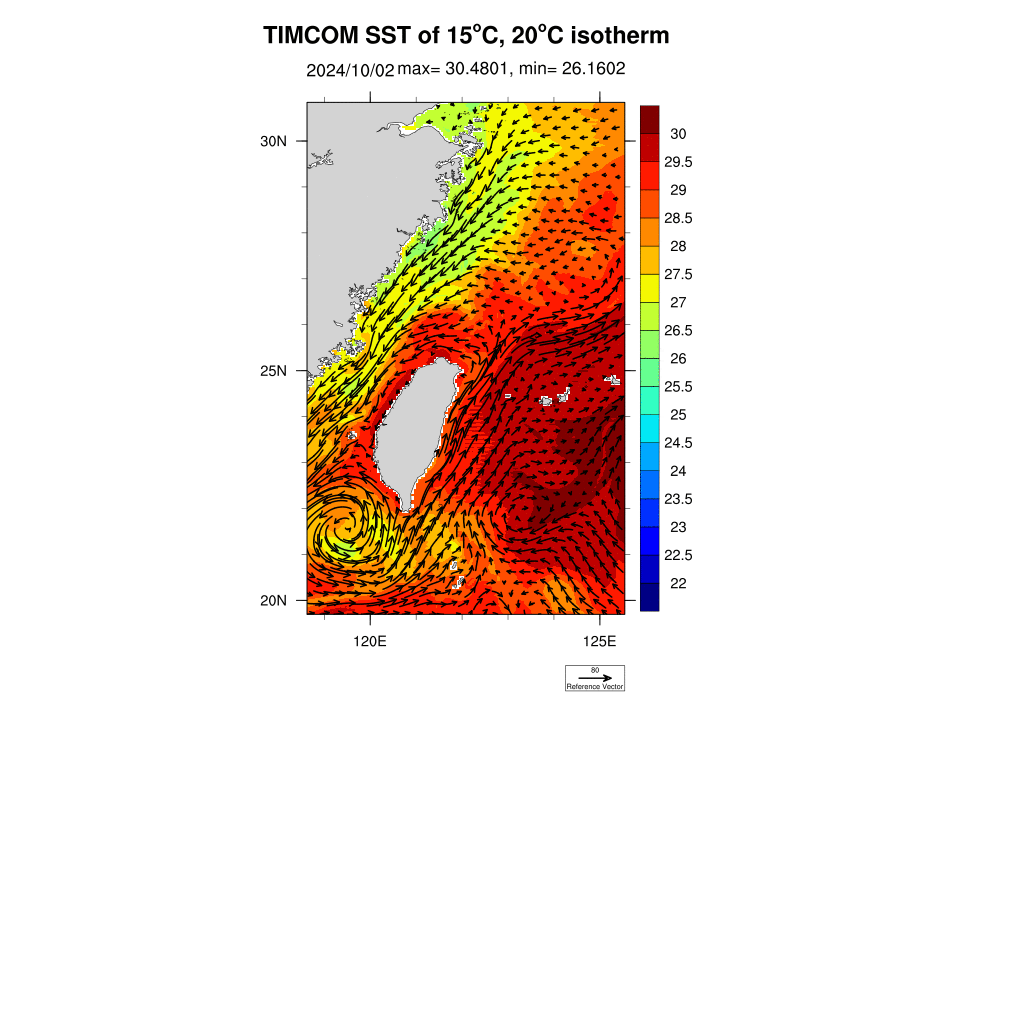 TIMCOM SST of 15°C, 20°C isotherm
2024/10/02 max= 30.4801, min= 26.1602
30N
25N
20N
120E
125E
30
29.5
29
28.5
28
27.5
27
26.5
26
25.5
25
24.5
24
23.5
23
22.5
22
80
Reference Vector